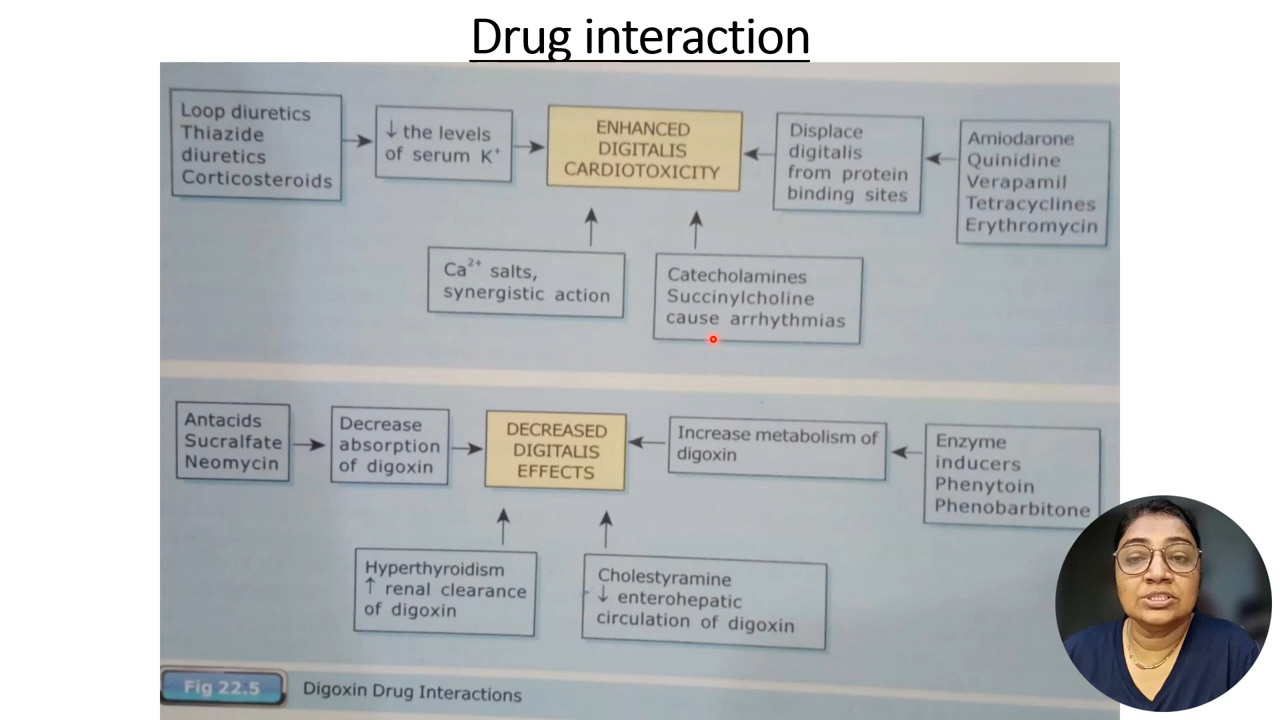 Drug interaction
Loop diuretics
Thiazide
diuretics
Corticosteroids
↓ the levels
of serum K⁺
ENHANCED
DIGITALIS
CARDIOTOXICITY
Displace
digitalis
from protein
binding sites
Amiodarone
Quinidine
Verapamil
Tetracyclines
Erythromycin
Ca²⁺ salts,
synergistic action
Catecholamines
Succinylcholine
cause arrhythmias
Antacids
Sucralfate
Neomycin
Decrease
absorption
of digoxin
DECREASED
DIGITALIS
EFFECTS
Increase metabolism of
digoxin
Enzyme
inducers
Phenytoin
Phenobarbitone
Hyperthyroidism
↑ renal clearance
of digoxin
Cholestyramine
↓ enterohepatic
circulation of digoxin
Fig 22.5
Digoxin Drug Interactions